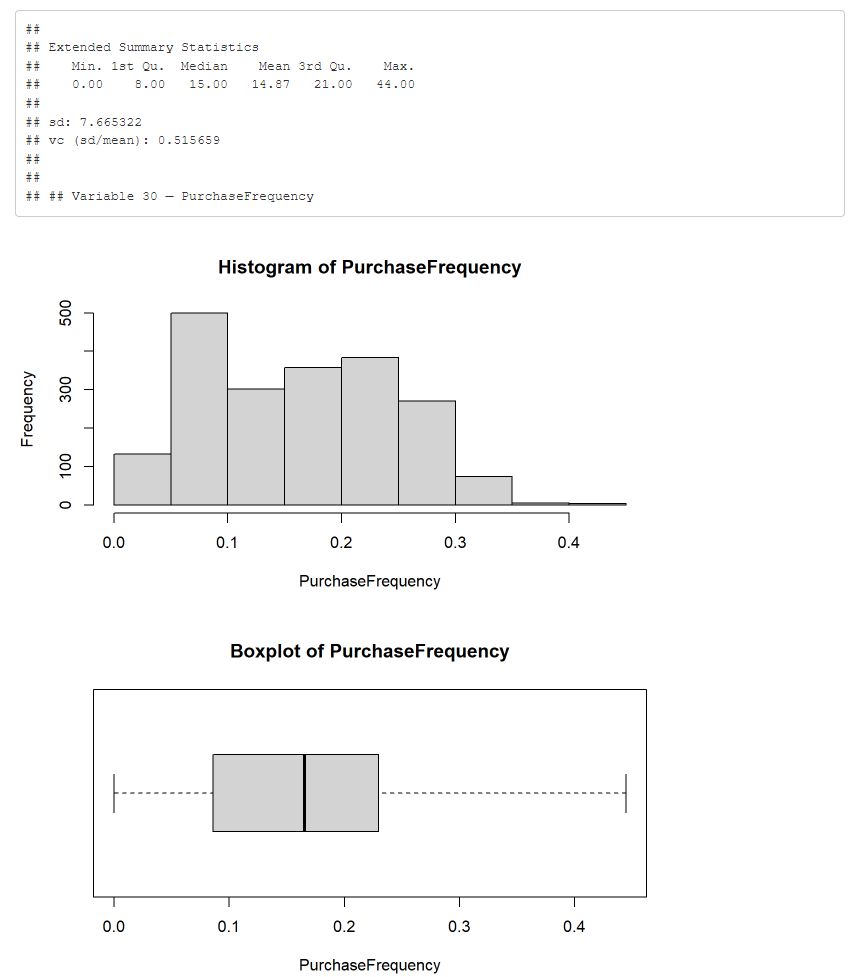 ##
## Extended Summary Statistics
##    Min. 1st Qu.  Median    Mean 3rd Qu.    Max.
##    0.00    8.00   15.00   14.87   21.00   44.00
##
## sd: 7.665322
## vc (sd/mean): 0.515659
##
##
## ## Variable 30 — PurchaseFrequency
Histogram of PurchaseFrequency
Frequency
500
300
100
0
0.0 0.1 0.2 0.3 0.4
PurchaseFrequency
Boxplot of PurchaseFrequency
0.0 0.1 0.2 0.3 0.4
PurchaseFrequency